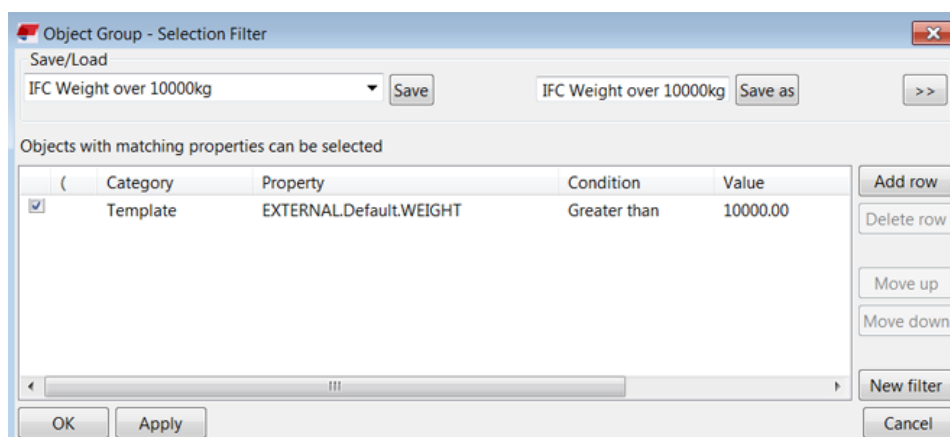 Object Group - Selection Filter
Save/Load
IFC Weight over 10000kg Save IFC Weight over 10000kg Save as >>
Objects with matching properties can be selected
( Category Property Condition Value Add row
Template EXTERNAL.Default.WEIGHT Greater than 10000.00
Delete row
Move up
Move down
New filter
OK Apply Cancel